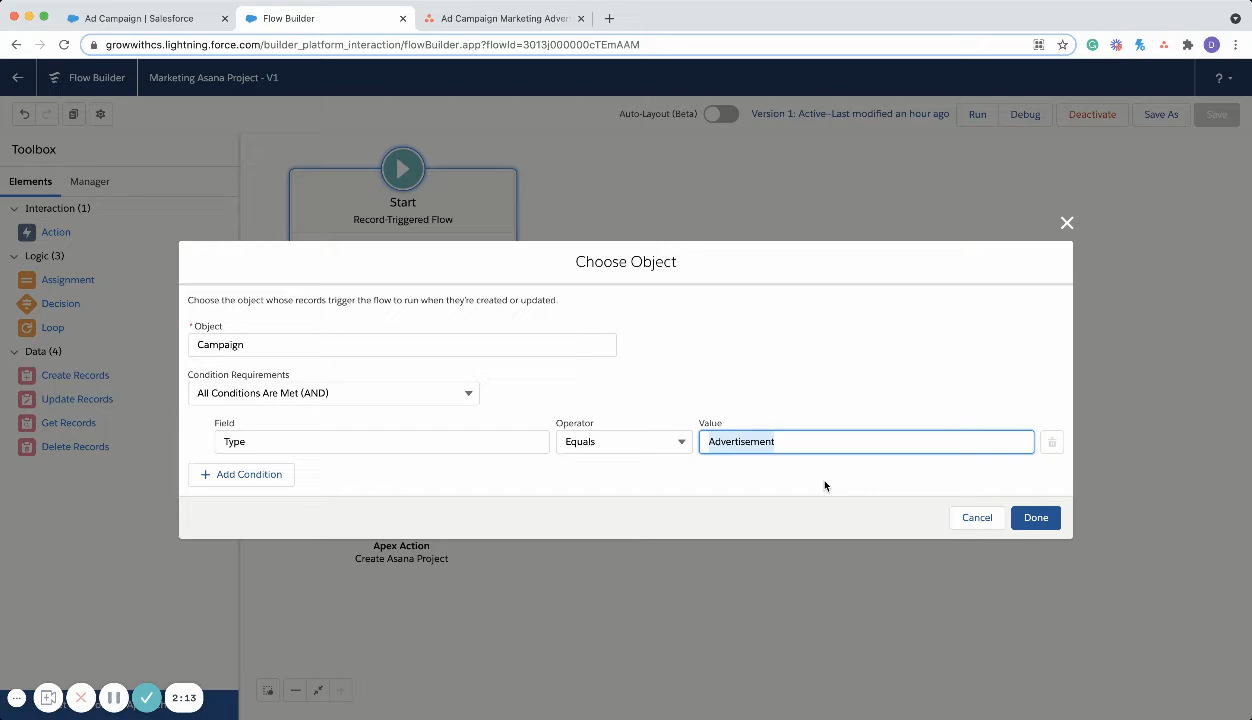 Ad Campaign | Salesforce
Flow Builder
Ad Campaign Marketing Adver
growwithcs.lightning.force.com/builder_platform_interaction/flowBuilder.app?flowId=3013j000000cTEmAAM
D
Flow Builder
Marketing Asana Project - V1
?
Auto-Layout (Beta)
Version 1: Active—Last modified an hour ago
Run
Debug
Deactivate
Save As
Save
Toolbox
Elements
Manager
Interaction (1)
Action
Logic (3)
Assignment
Decision
Loop
Data (4)
Create Records
Update Records
Get Records
Delete Records
Start
Record-Triggered Flow
Choose Object
Choose the object whose records trigger the flow to run when they're created or updated.
* Object
Campaign
Condition Requirements
All Conditions Are Met (AND)
Field
Operator
Value
Type
Equals
Advertisement
+ Add Condition
Cancel
Done
Apex Action
Create Asana Project
2:13